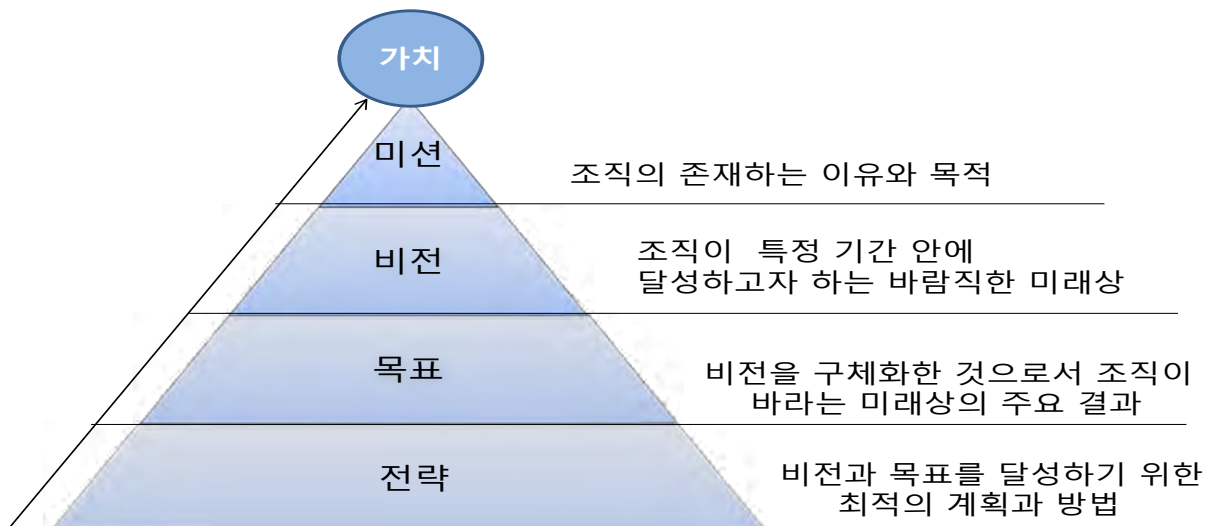 가치
미션
조직의 존재하는 이유와 목적
비전
조직이 특정 기간 안에
달성하고자 하는 바람직한 미래상
목표
비전을 구체화한 것으로서 조직이
바라는 미래상의 주요 결과
전략
비전과 목표를 달성하기 위한
최적의 계획과 방법